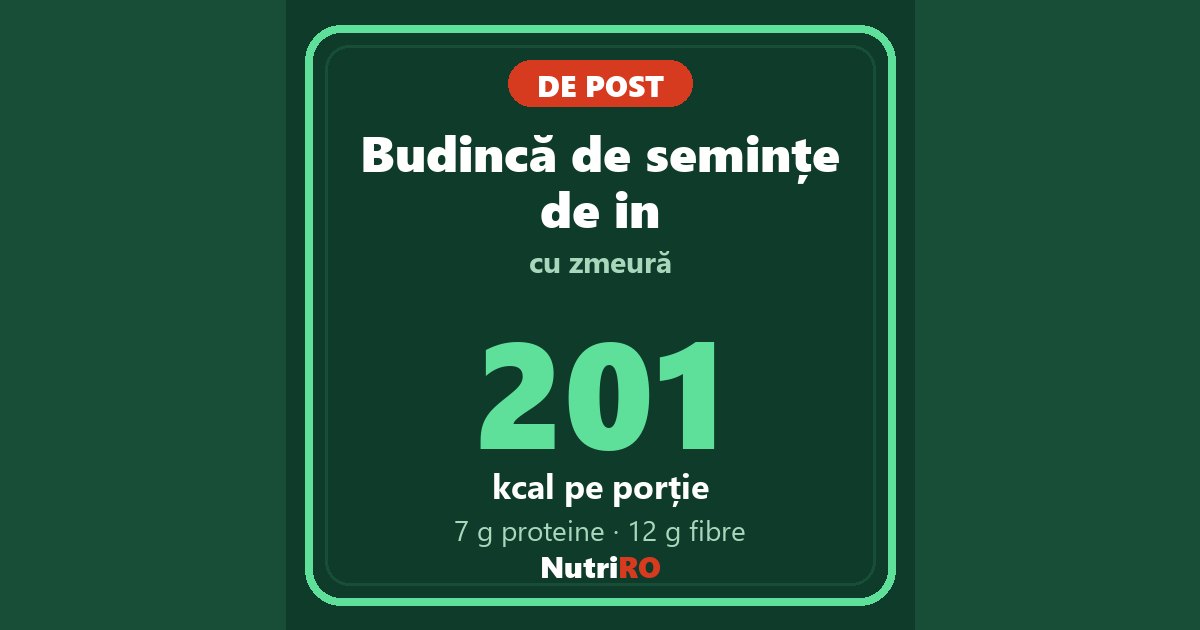 DE POST
Budincă de semințe
de in
cu zmeură
201
kcal pe porție
7 g proteine · 12 g fibre
NutriRO